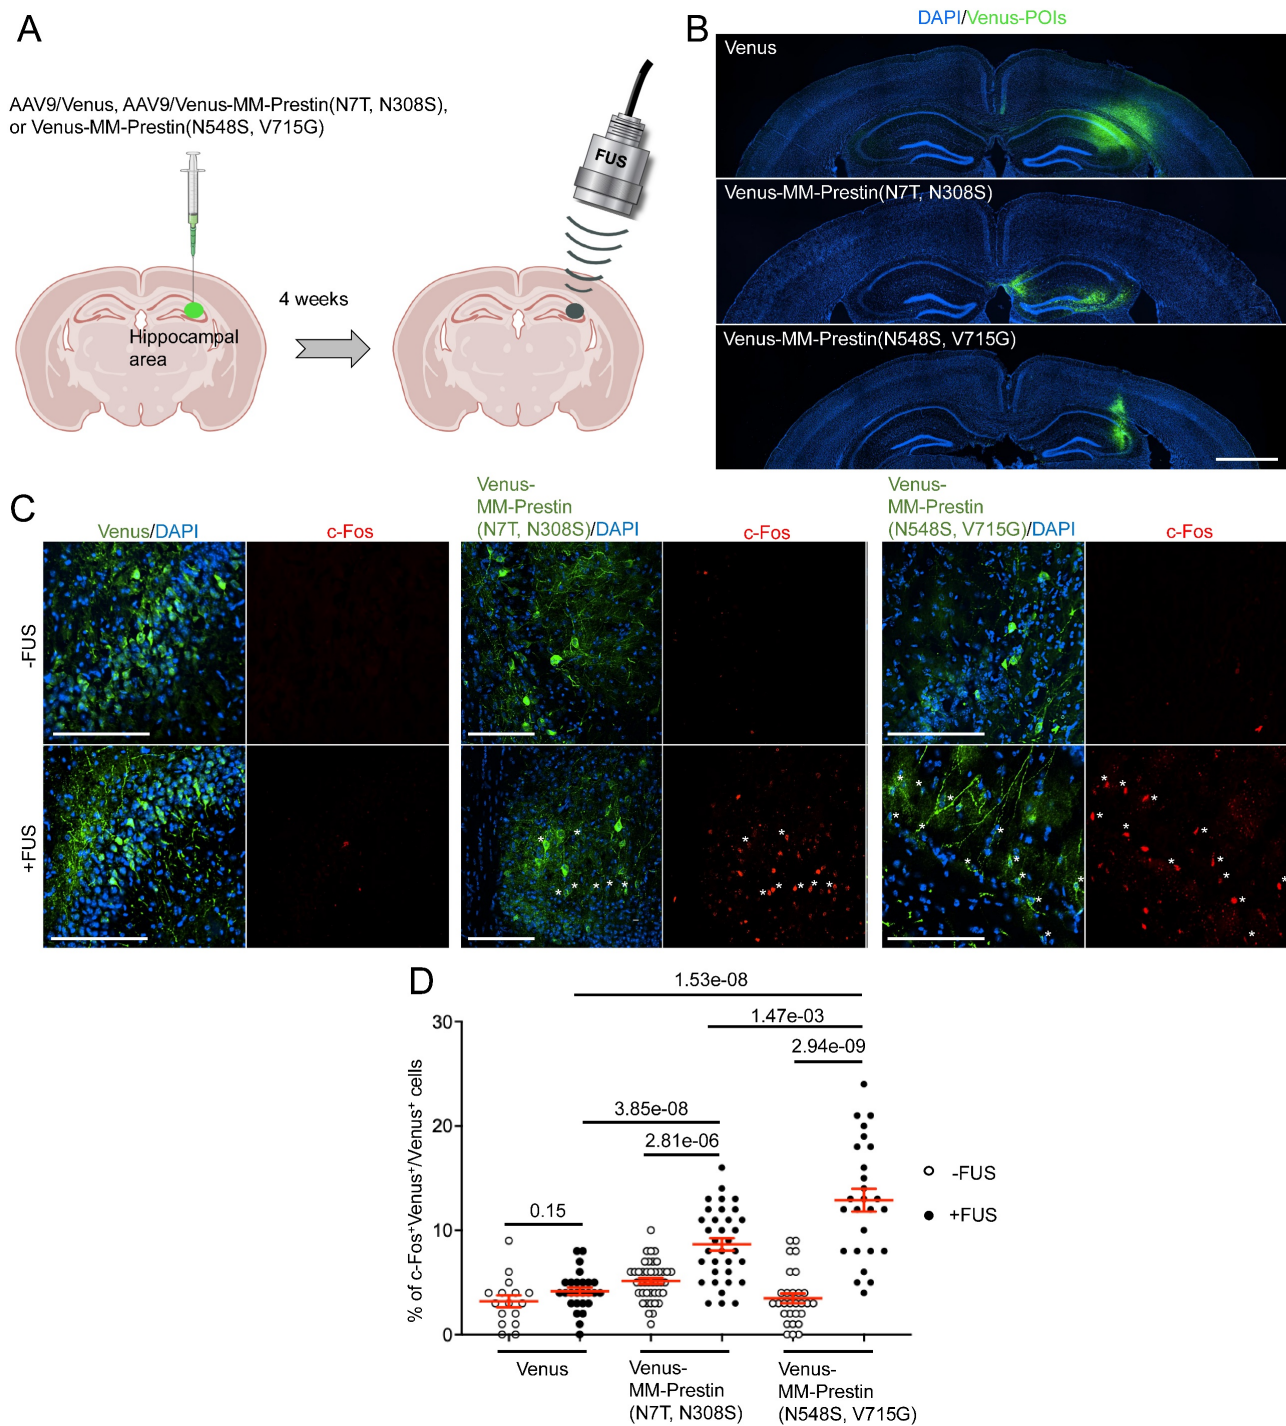 A
AAV9/Venus, AAV9/Venus-MM-Prestin(N7T, N308S),
or Venus-MM-Prestin(N548S, V715G)
FUS
4 weeks
Hippocampal
area
B
DAPI/Venus-POIs
Venus
Venus-MM-Prestin(N7T, N308S)
Venus-MM-Prestin(N548S, V715G)
C
Venus/DAPI
c-Fos
Venus-
MM-Prestin
(N7T, N308S)/DAPI
c-Fos
Venus-
MM-Prestin
(N548S, V715G)/DAPI
c-Fos
-FUS
+FUS
D
1.53e-08
1.47e-03
2.94e-09
3.85e-08
2.81e-06
0.15
% of c-Fos⁺Venus⁺/Venus⁺ cells
30
20
10
0
-FUS
+FUS
Venus
Venus-
MM-Prestin
(N7T, N308S)
Venus-
MM-Prestin
(N548S, V715G)